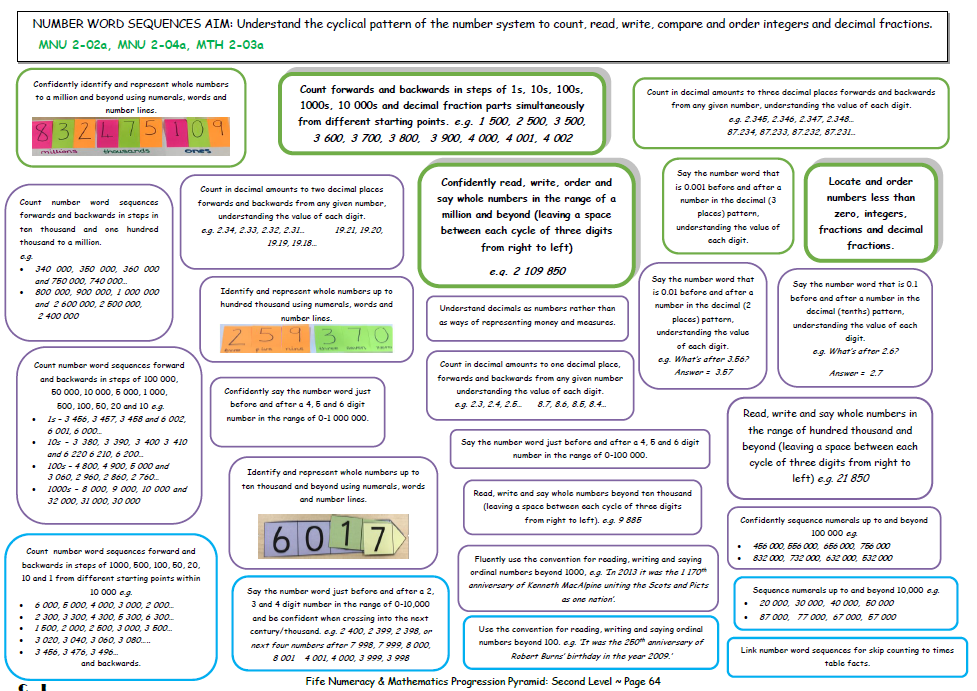 NUMBER WORD SEQUENCES AIM: Understand the cyclical pattern of the number system to count, read, write, compare and order integers and decimal fractions.
MNU 2-02a, MNU 2-04a, MTH 2-03a
Confidently identify and represent whole numbers
to a million and beyond using numerals, words and
number lines.
8 3 2 4 7 5 1 0 9
millions thousands ones
Count forwards and backwards in steps of 1s, 10s, 100s,
1000s, 10 000s and decimal fraction parts simultaneously
from different starting points. e.g. 1 500, 2 500, 3 500,
3 600, 3 700, 3 800, 3 900, 4 000, 4 001, 4 002
Count in decimal amounts to three decimal places forwards and backwards
from any given number, understanding the value of each digit.
e.g. 2.345, 2.346, 2.347, 2.348...
87.234, 87.233, 87.232, 87.231...
Count number word sequences
forwards and backwards in steps in
ten thousand and one hundred
thousand to a million.
e.g.
• 340 000, 350 000, 360 000
and 750 000, 740 000...
• 800 000, 900 000, 1 000 000
and 2 600 000, 2 500 000,
2 400 000
Count in decimal amounts to two decimal places
forwards and backwards from any given number,
understanding the value of each digit.
e.g. 2.34, 2.33, 2.32, 2.31... 19.21, 19.20,
19.19, 19.18...
Confidently read, write, order and
say whole numbers in the range of a
million and beyond (leaving a space
between each cycle of three digits
from right to left)
e.g. 2 109 850
Say the number word that
is 0.001 before and after a
number in the decimal (3
places) pattern,
understanding the value of
each digit.
Locate and order
numbers less than
zero, integers,
fractions and decimal
fractions.
Identify and represent whole numbers up to
hundred thousand using numerals, words and
number lines.
2 5 9 3 7 0
Understand decimals as numbers rather than
as ways of representing money and measures.
Say the number word that
is 0.01 before and after a
number in the decimal (2
places) pattern,
understanding the value
of each digit.
e.g. What's after 3.56?
Answer = 3.57
Say the number word that is 0.1
before and after a number in the
decimal (tenths) pattern,
understanding the value of each
digit.
e.g. What's after 2.6?
Answer = 2.7
Count number word sequences forward
and backwards in steps of 100 000,
50 000, 10 000, 5 000, 1 000,
500, 100, 50, 20 and 10 e.g.
• 1s – 3 456, 3 457, 3 458 and 6 002,
6 001, 6 000...
• 10s – 3 380, 3 390, 3 400 3 410
and 6 220 6 210, 6 200...
• 100s – 4 800, 4 900, 5 000 and
3 060, 2 960, 2 860, 2 760...
• 1000s – 8 000, 9 000, 10 000 and
32 000, 31 000, 30 000
Confidently say the number word just
before and after a 4, 5 and 6 digit
number in the range of 0-1 000 000.
Count in decimal amounts to one decimal place,
forwards and backwards from any given number
understanding the value of each digit.
e.g. 2.3, 2.4, 2.5... 8.7, 8.6, 8.5, 8.4...
Say the number word just before and after a 4, 5 and 6 digit
number in the range of 0-100 000.
Read, write and say whole numbers in
the range of hundred thousand and
beyond (leaving a space between each
cycle of three digits from right to
left) e.g. 21 850
Identify and represent whole numbers up to
ten thousand and beyond using numerals, words
and number lines.
6 0 1 7
Read, write and say whole numbers beyond ten thousand
(leaving a space between each cycle of three digits
from right to left). e.g. 9 885
Confidently sequence numerals up to and beyond
100 000 e.g.
• 456 000, 556 000, 656 000, 756 000
• 832 000, 732 000, 632 000, 532 000
Count number word sequences forward and
backwards in steps of 1000, 500, 100, 50, 20,
10 and 1 from different starting points within
10 000 e.g.
• 6 000, 5 000, 4 000, 3 000, 2 000...
• 2 300, 3 300, 4 300, 5 300, 6 300...
• 1 500, 2 000, 2 500, 3 000, 3 500...
• 3 020, 3 040, 3 060, 3 080.....
• 3 456, 3 476, 3 496...
and backwards.
Say the number word just before and after a 2,
3 and 4 digit number in the range of 0-10,000
and be confident when crossing into the next
century/thousand. e.g. 2 400, 2 399, 2 398, or
next four numbers after 7 998, 7 999, 8 000,
8 001 4 001, 4 000, 3 999, 3 998
Fluently use the convention for reading, writing and saying
ordinal numbers beyond 1000, e.g. 'In 2013 it was the 1 170th
anniversary of Kenneth MacAlpine uniting the Scots and Picts
as one nation'.
Use the convention for reading, writing and saying ordinal
numbers beyond 100. e.g. 'It was the 250th anniversary of
Robert Burns' birthday in the year 2009.'
Sequence numerals up to and beyond 10,000 e.g.
• 20 000, 30 000, 40 000, 50 000
• 87 000, 77 000, 67 000, 57 000
Link number word sequences for skip counting to times
table facts.
Fife Numeracy & Mathematics Progression Pyramid: Second Level ~ Page 64